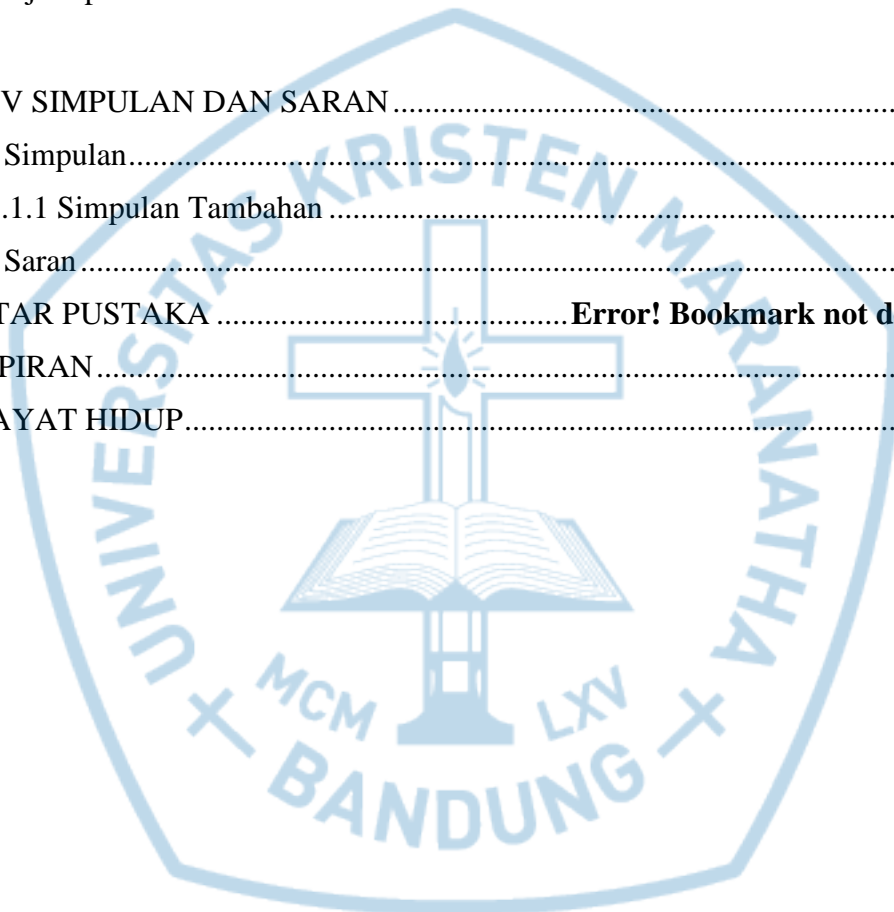 V SIMPULAN DAN SARAN
Simpulan
.1.1 Simpulan Tambahan
Saran
TAR PUSTAKA Error! Bookmark not d
PIRAN
AYAT HIDUP
UNIVERSITAS KRISTEN MARANATHA
MCM LXV
BANDUNG